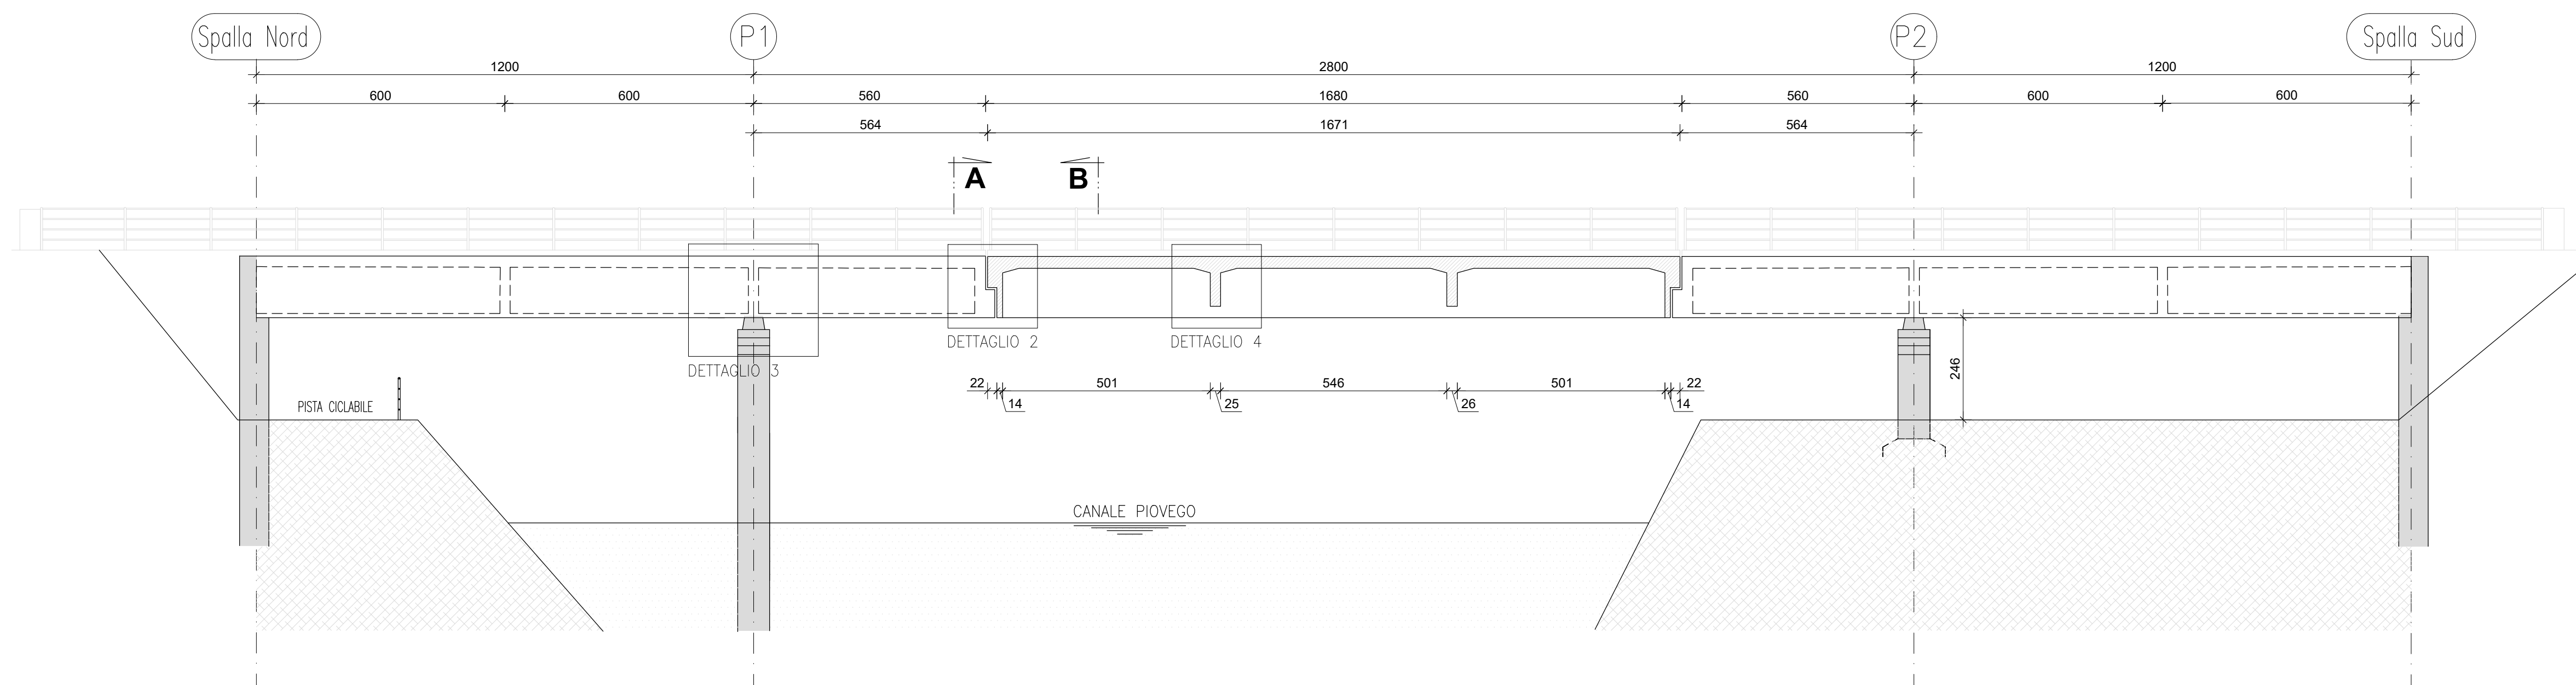 Spalla Nord
P1
P2
Spalla Sud
1200
2800
1200
600
600
560
1680
560
600
600
564
1671
564
A
B
DETTAGLIO 3
DETTAGLIO 2
DETTAGLIO 4
246
PISTA CICLABILE
22
501
546
501
22
14
25
26
14
CANALE PIOVEGO